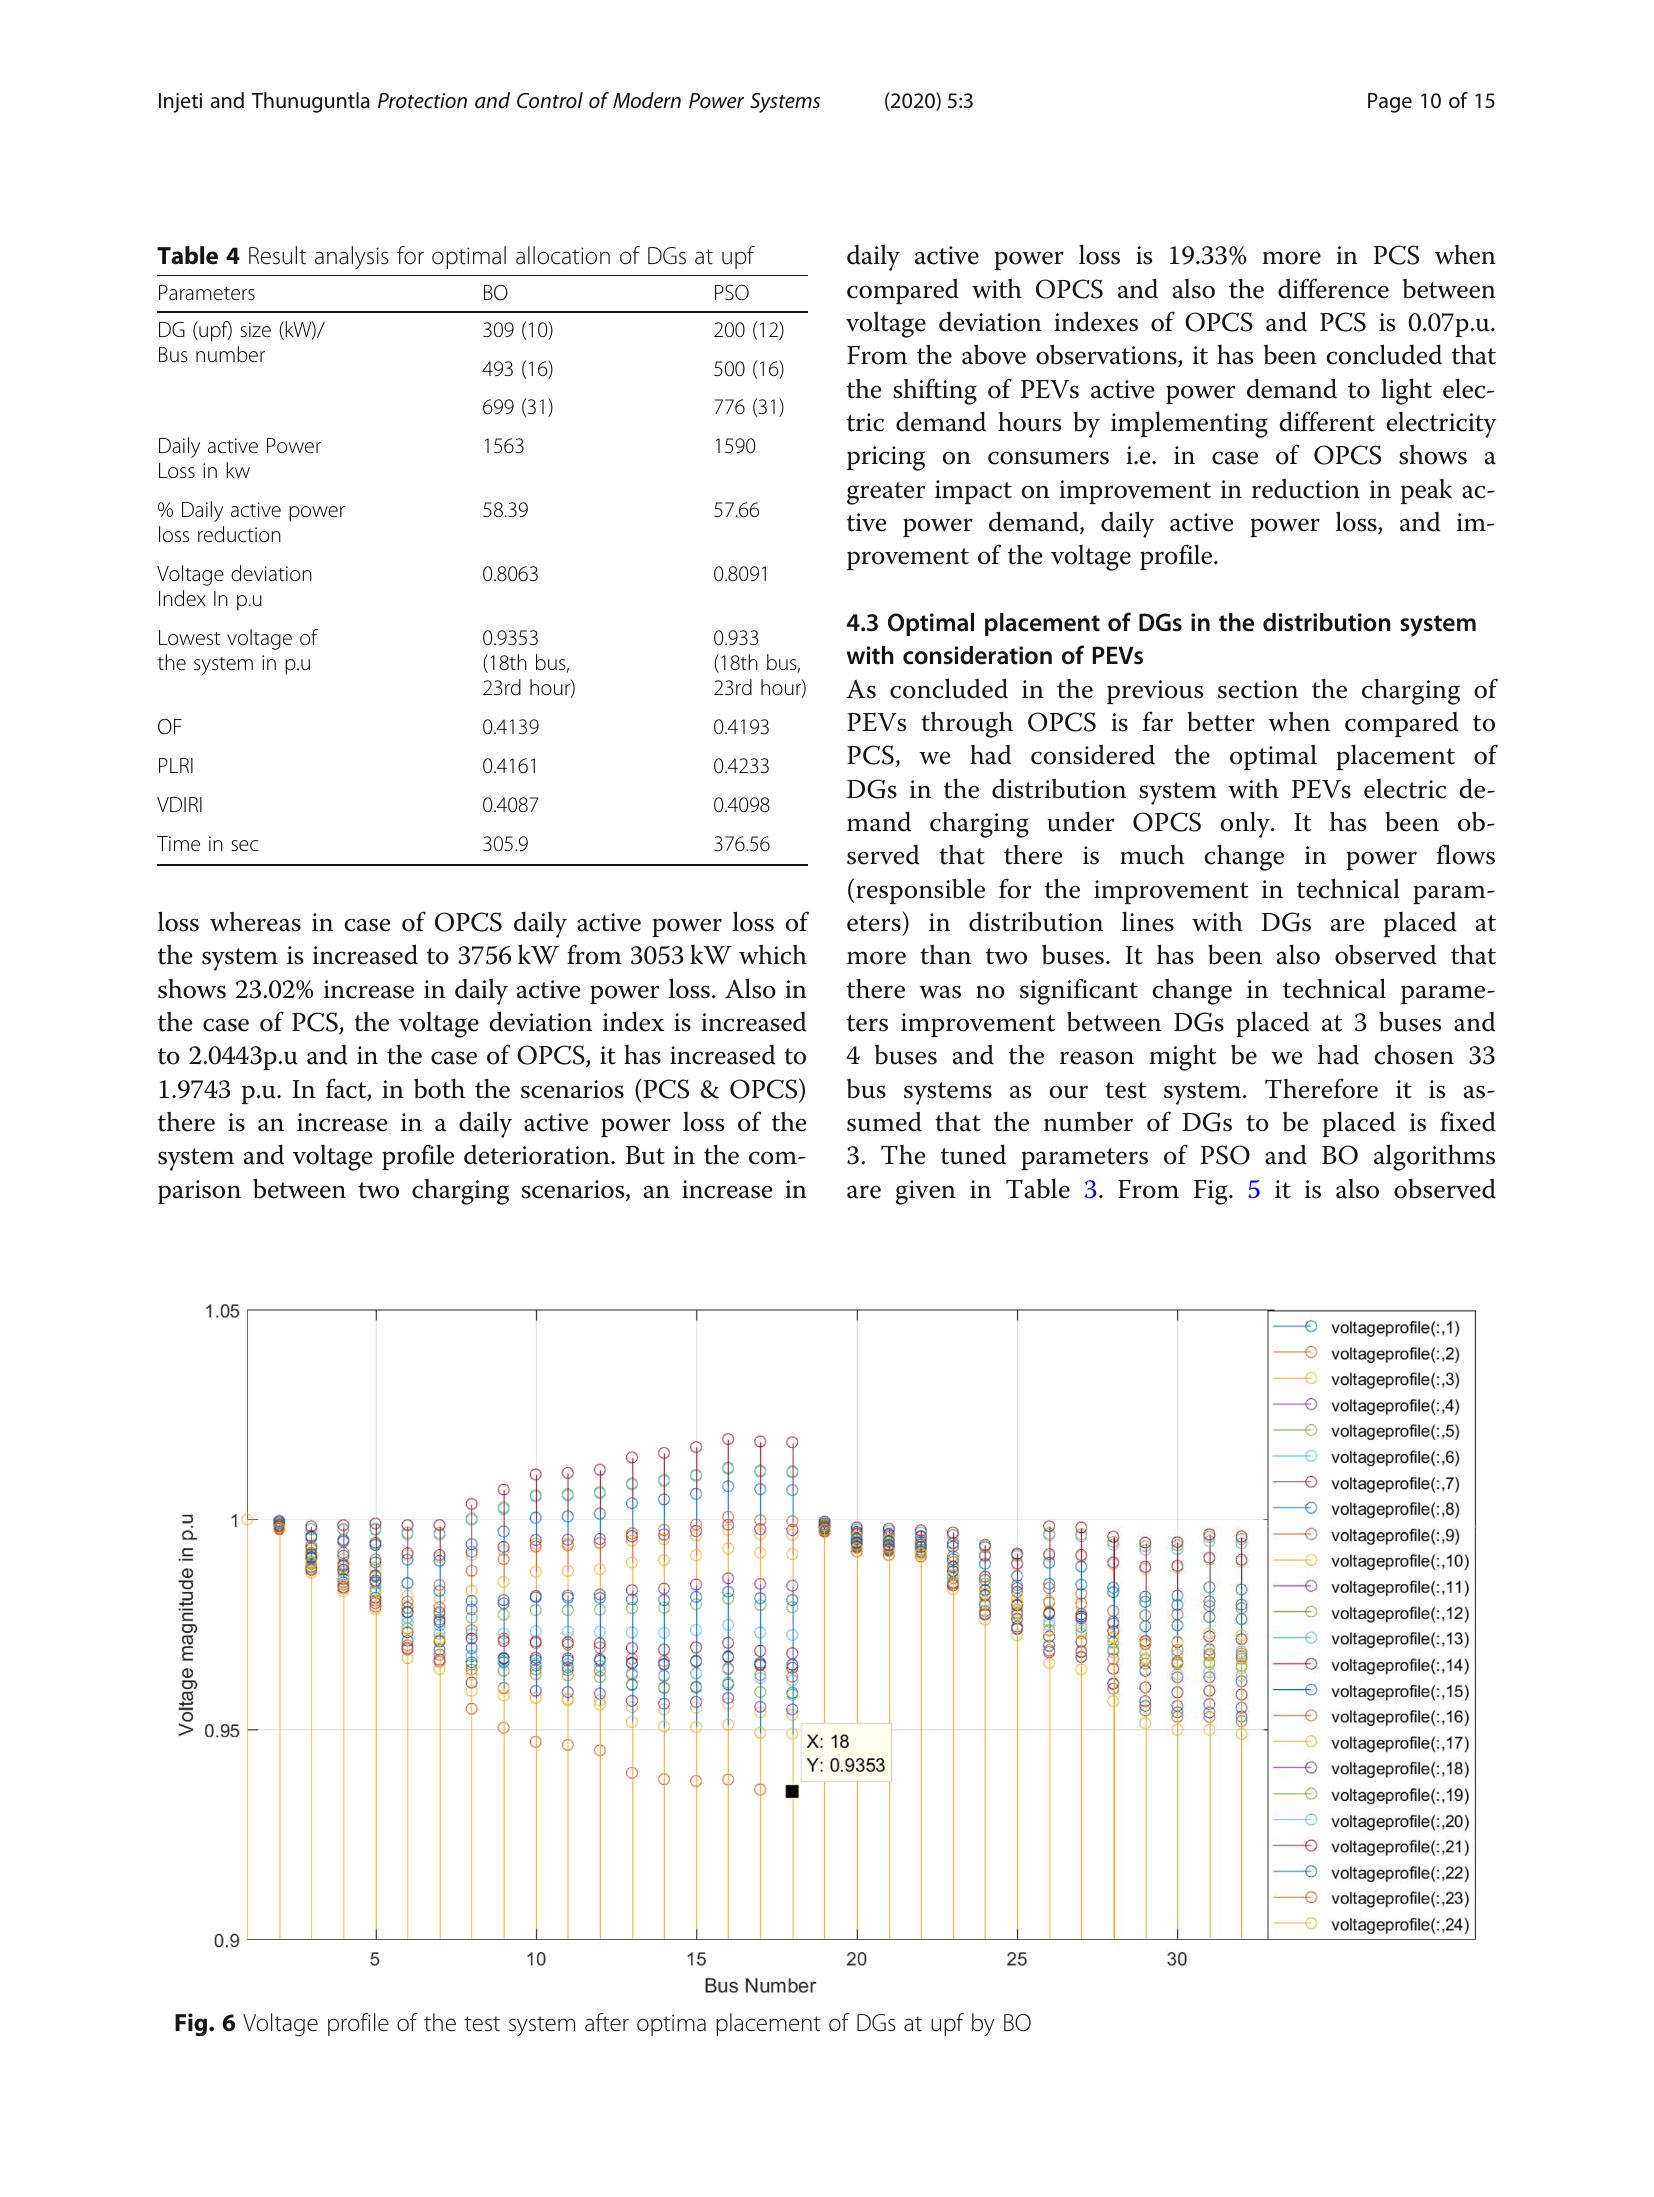 Injeti and Thunuguntla Protection and Control of Modern Power Systems (2020) 5:3 Page 10 of 15
Table 4 Result analysis for optimal allocation of DGs at upf
Parameters BO PSO
DG (upf) size (kW)/ 309 (10) 200 (12)
Bus number
493 (16) 500 (16)
699 (31) 776 (31)
Daily active Power 1563 1590
Loss in kw
% Daily active power 58.39 57.66
loss reduction
Voltage deviation 0.8063 0.8091
Index In p.u
Lowest voltage of 0.9353 0.933
the system in p.u (18th bus, (18th bus,
23rd hour) 23rd hour)
OF 0.4139 0.4193
PLRI 0.4161 0.4233
VDIRI 0.4087 0.4098
Time in sec 305.9 376.56
loss whereas in case of OPCS daily active power loss of
the system is increased to 3756 kW from 3053 kW which
shows 23.02% increase in daily active power loss. Also in
the case of PCS, the voltage deviation index is increased
to 2.0443p.u and in the case of OPCS, it has increased to
1.9743 p.u. In fact, in both the scenarios (PCS & OPCS)
there is an increase in a daily active power loss of the
system and voltage profile deterioration. But in the com-
parison between two charging scenarios, an increase in
daily active power loss is 19.33% more in PCS when
compared with OPCS and also the difference between
voltage deviation indexes of OPCS and PCS is 0.07p.u.
From the above observations, it has been concluded that
the shifting of PEVs active power demand to light elec-
tric demand hours by implementing different electricity
pricing on consumers i.e. in case of OPCS shows a
greater impact on improvement in reduction in peak ac-
tive power demand, daily active power loss, and im-
provement of the voltage profile.
4.3 Optimal placement of DGs in the distribution system
with consideration of PEVs
As concluded in the previous section the charging of
PEVs through OPCS is far better when compared to
PCS, we had considered the optimal placement of
DGs in the distribution system with PEVs electric de-
mand charging under OPCS only. It has been ob-
served that there is much change in power flows
(responsible for the improvement in technical param-
eters) in distribution lines with DGs are placed at
more than two buses. It has been also observed that
there was no significant change in technical parame-
ters improvement between DGs placed at 3 buses and
4 buses and the reason might be we had chosen 33
bus systems as our test system. Therefore it is as-
sumed that the number of DGs to be placed is fixed
3. The tuned parameters of PSO and BO algorithms
are given in Table 3. From Fig. 5 it is also observed
1.05
1
0.95
0.9
Voltage magnitude in p.u
5 10 15 20 25 30
Bus Number
X: 18
Y: 0.9353
voltageprofile(:,1)
voltageprofile(:,2)
voltageprofile(:,3)
voltageprofile(:,4)
voltageprofile(:,5)
voltageprofile(:,6)
voltageprofile(:,7)
voltageprofile(:,8)
voltageprofile(:,9)
voltageprofile(:,10)
voltageprofile(:,11)
voltageprofile(:,12)
voltageprofile(:,13)
voltageprofile(:,14)
voltageprofile(:,15)
voltageprofile(:,16)
voltageprofile(:,17)
voltageprofile(:,18)
voltageprofile(:,19)
voltageprofile(:,20)
voltageprofile(:,21)
voltageprofile(:,22)
voltageprofile(:,23)
voltageprofile(:,24)
Fig. 6 Voltage profile of the test system after optima placement of DGs at upf by BO